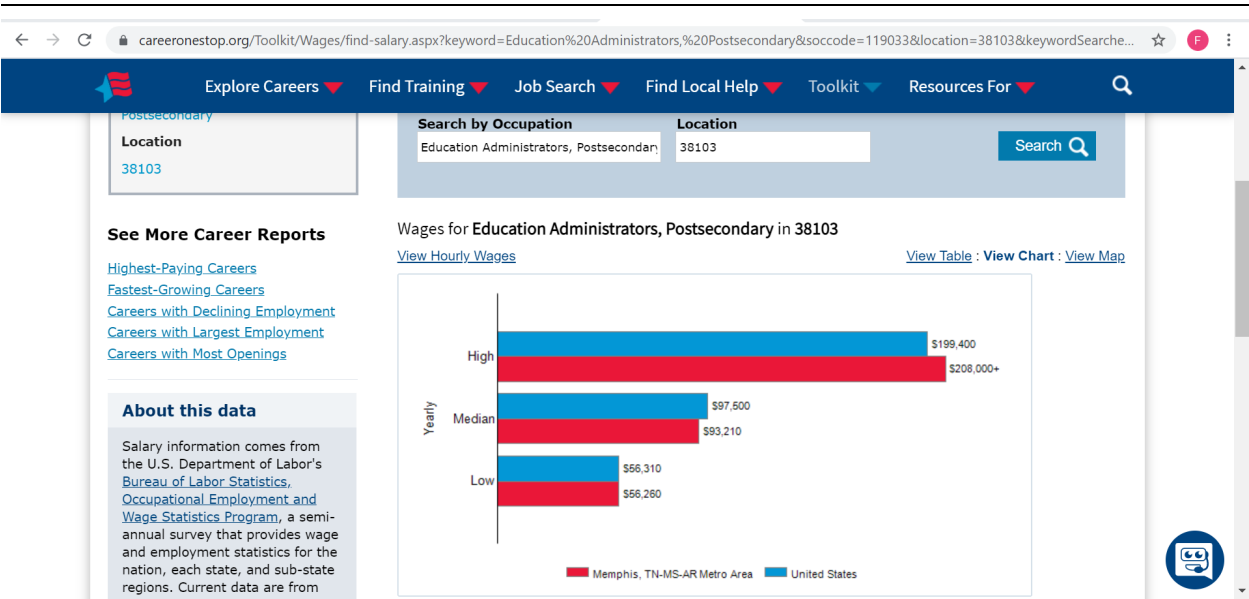 careeronestop.org/Toolkit/Wages/find-salary.aspx?keyword=Education%20Administrators,%20Postsecondary&soccode=119033&location=38103&keywordSearche...
F
Explore Careers
Find Training
Job Search
Find Local Help
Toolkit
Resources For
Postsecondary
Location
38103
See More Career Reports
Highest-Paying Careers
Fastest-Growing Careers
Careers with Declining Employment
Careers with Largest Employment
Careers with Most Openings
About this data
Salary information comes from
the U.S. Department of Labor's
Bureau of Labor Statistics,
Occupational Employment and
Wage Statistics Program, a semi-
annual survey that provides wage
and employment statistics for the
nation, each state, and sub-state
regions. Current data are from
Search by Occupation
Location
Education Administrators, Postsecondary
38103
Search
Wages for Education Administrators, Postsecondary in 38103
View Hourly Wages
View Table : View Chart : View Map
Yearly
High
$199,400
$208,000+
Median
$97,500
$93,210
Low
$56,310
$56,260
Memphis, TN-MS-AR Metro Area
United States